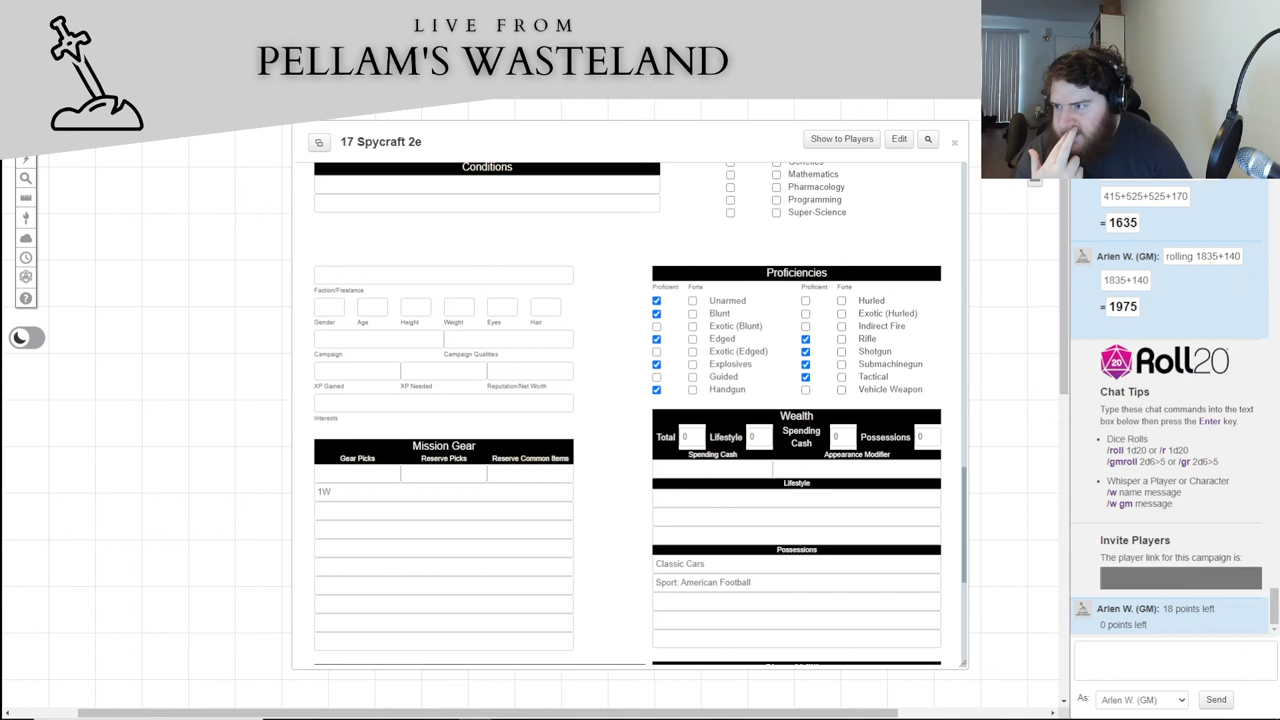 LIVE FROM
PELLAM'S WASTELAND
17 Spycraft 2e
Show to Players
Edit
Conditions
Genetics
Mathematics
Pharmacology
Programming
Super-Science
Faction/Freelance
Gender Age Height Weight Eyes Hair
Campaign Campaign Qualities
XP Gained XP Needed Reputation/Net Worth
Interests
Mission Gear
Gear Picks Reserve Picks Reserve Common Items
1W
Proficiencies
Proficient Forte Proficient Forte
Unarmed Hurled
Blunt Exotic (Hurled)
Exotic (Blunt) Indirect Fire
Edged Rifle
Exotic (Edged) Shotgun
Explosives Submachinegun
Guided Tactical
Handgun Vehicle Weapon
Wealth
Total 0 Lifestyle 0 Spending Cash 0 Possessions 0
Spending Cash Appearance Modifier
Lifestyle
Possessions
Classic Cars
Sport: American Football
415+525+525+170
= 1635
Arlen W. (GM): rolling 1835+140
1835+140
= 1975
Roll20
Chat Tips
Type these chat commands into the text
box below then press the Enter key.
• Dice Rolls
/roll 1d20 or /r 1d20
/gmroll 2d6>5 or /gr 2d6>5
• Whisper a Player or Character
/w name message
/w gm message
Invite Players
The player link for this campaign is:
Arlen W. (GM): 18 points left
0 points left
As: Arlen W. (GM) Send